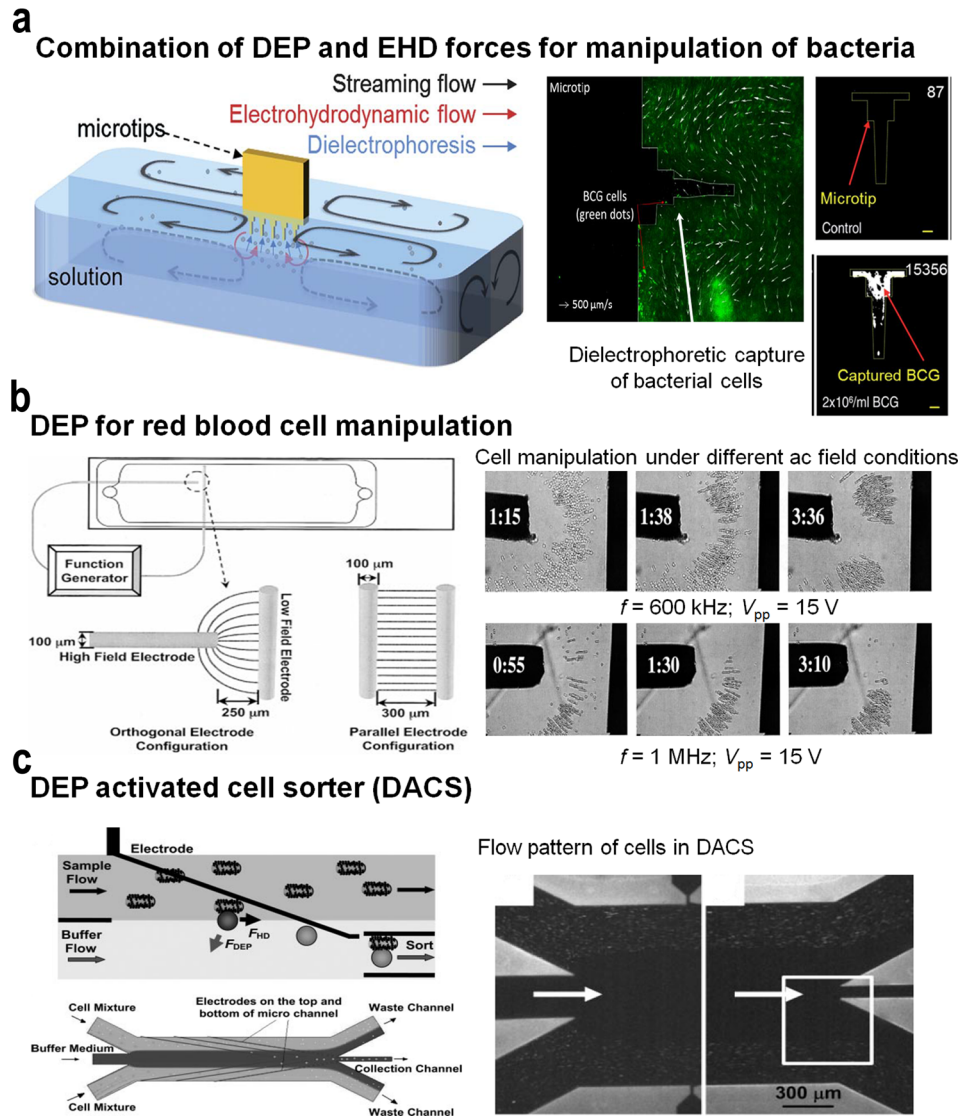 a
Combination of DEP and EHD forces for manipulation of bacteria
Streaming flow
Electrohydrodynamic flow
Dielectrophoresis
microtips
solution
Microtip
BCG cells
(green dots)
500 µm/s
87
Microtip
Control
15356
Captured BCG
2x10⁶/ml BCG
Dielectrophoretic capture
of bacterial cells
b
DEP for red blood cell manipulation
Function
Generator
100 µm
High Field Electrode
Low Field Electrode
250 µm
Orthogonal Electrode
Configuration
100 µm
300 µm
Parallel Electrode
Configuration
Cell manipulation under different ac field conditions
1:15
1:38
3:36
f = 600 kHz; Vpp = 15 V
0:55
1:30
3:10
f = 1 MHz; Vpp = 15 V
c
DEP activated cell sorter (DACS)
Electrode
Sample
Flow
Buffer
Flow
FHD
FDEP
Sort
Cell Mixture
Electrodes on the top and
bottom of micro channel
Waste Channel
Buffer Medium
Collection Channel
Cell Mixture
Waste Channel
Flow pattern of cells in DACS
300 µm